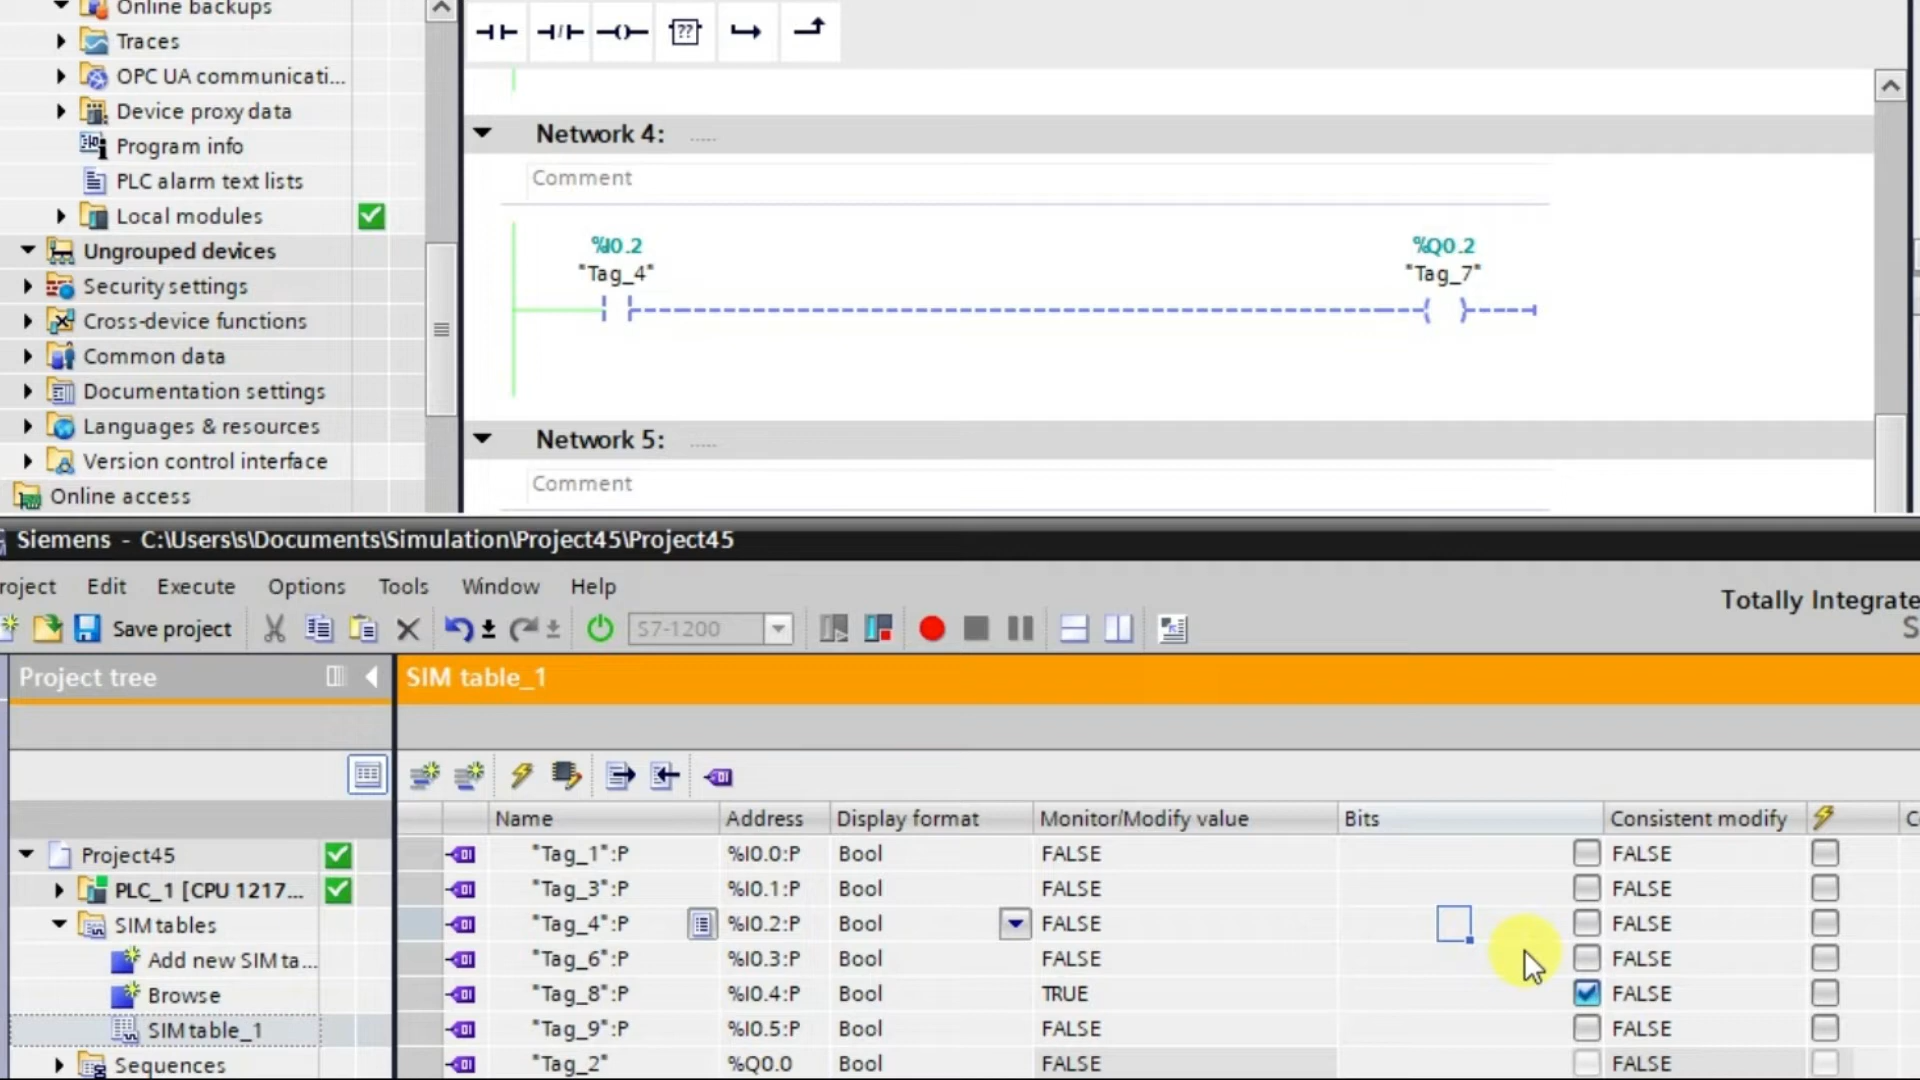 Online backups
Traces
OPC UA communicati...
Device proxy data
Program info
PLC alarm text lists
Local modules
Ungrouped devices
Security settings
Cross-device functions
Common data
Documentation settings
Languages & resources
Version control interface
Online access
??
Network 4: .....
Comment
%I0.2
"Tag_4"
%Q0.2
"Tag_7"
Network 5: .....
Comment
Siemens - C:\Users\s\Documents\Simulation\Project45\Project45
roject Edit Execute Options Tools Window Help
Totally Integrate
Save project
S7-1200
S
Project tree
SIM table_1
Name Address Display format Monitor/Modify value Bits Consistent modify C
Project45
PLC_1 [CPU 1217...
SIM tables
Add new SIM ta...
Browse
SIM table_1
Sequences
"Tag_1":P %I0.0:P Bool FALSE FALSE
"Tag_3":P %I0.1:P Bool FALSE FALSE
"Tag_4":P %I0.2:P Bool FALSE FALSE
"Tag_6":P %I0.3:P Bool FALSE FALSE
"Tag_8":P %I0.4:P Bool TRUE FALSE
"Tag_9":P %I0.5:P Bool FALSE FALSE
"Tag_2" %Q0.0 Bool FALSE FALSE